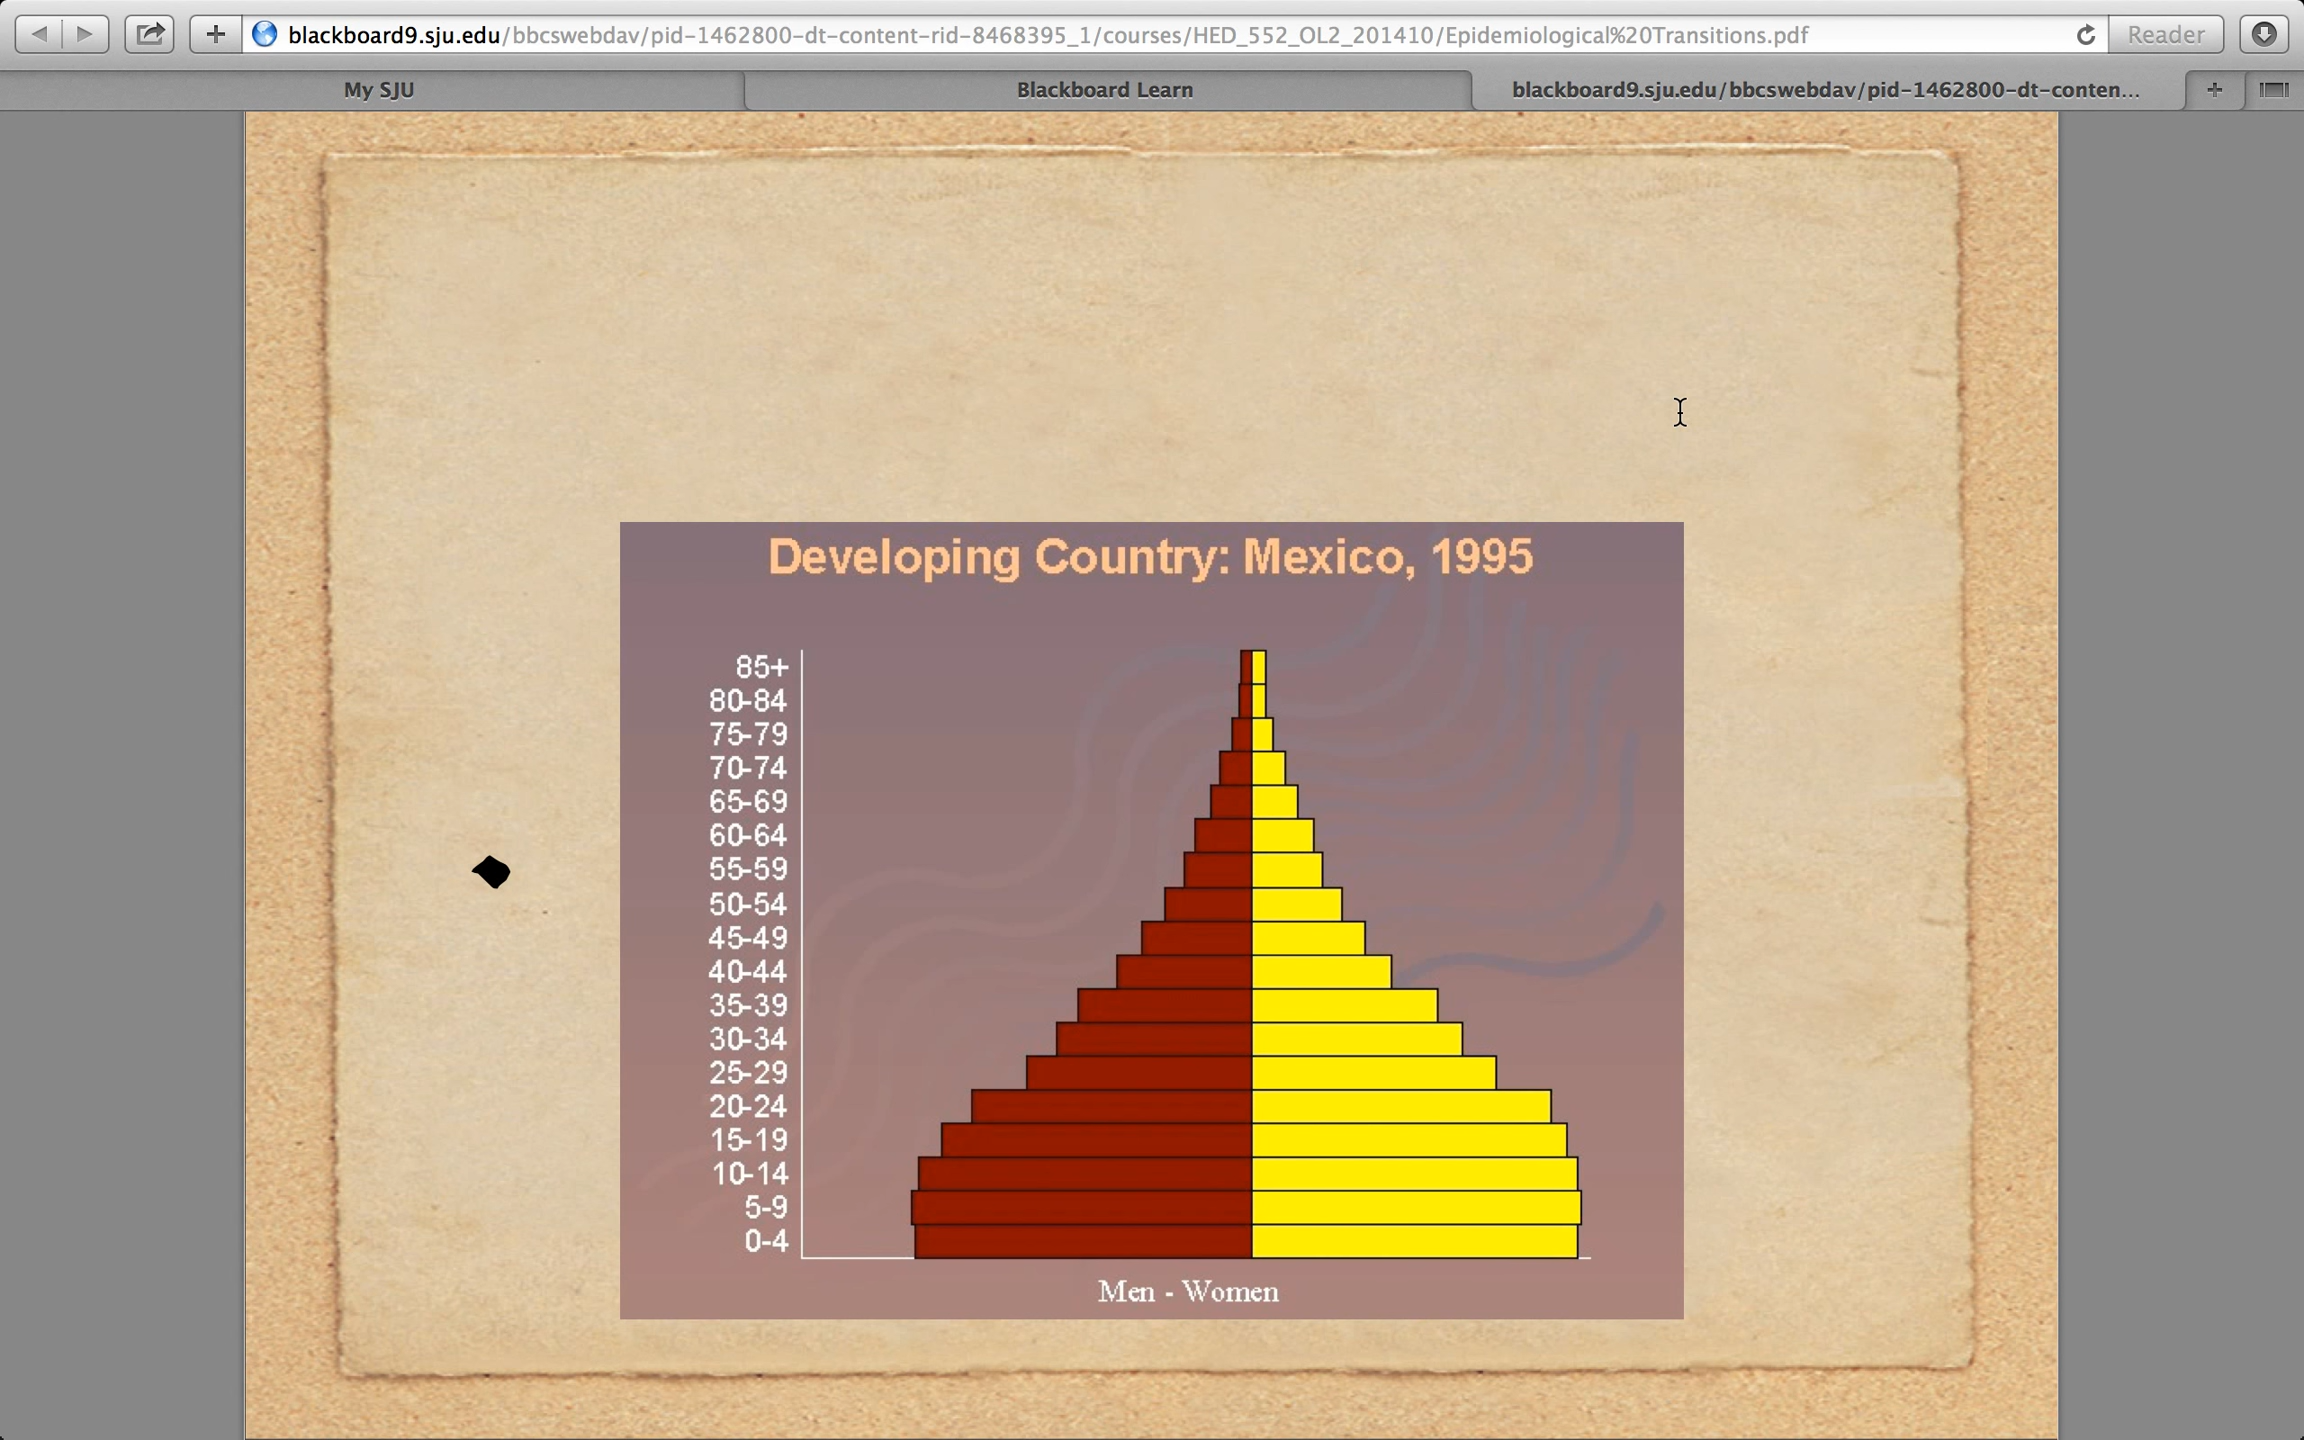 blackboard9.sju.edu/bbcswebdav/pid-1462800-dt-content-rid-8468395_1/courses/HED_552_OL2_201410/Epidemiological%20Transitions.pdf
Reader
My SJU
Blackboard Learn
blackboard9.sju.edu/bbcswebdav/pid-1462800-dt-conten...
Developing Country: Mexico, 1995
85+
80-84
75-79
70-74
65-69
60-64
55-59
50-54
45-49
40-44
35-39
30-34
25-29
20-24
15-19
10-14
5-9
0-4
Men - Women